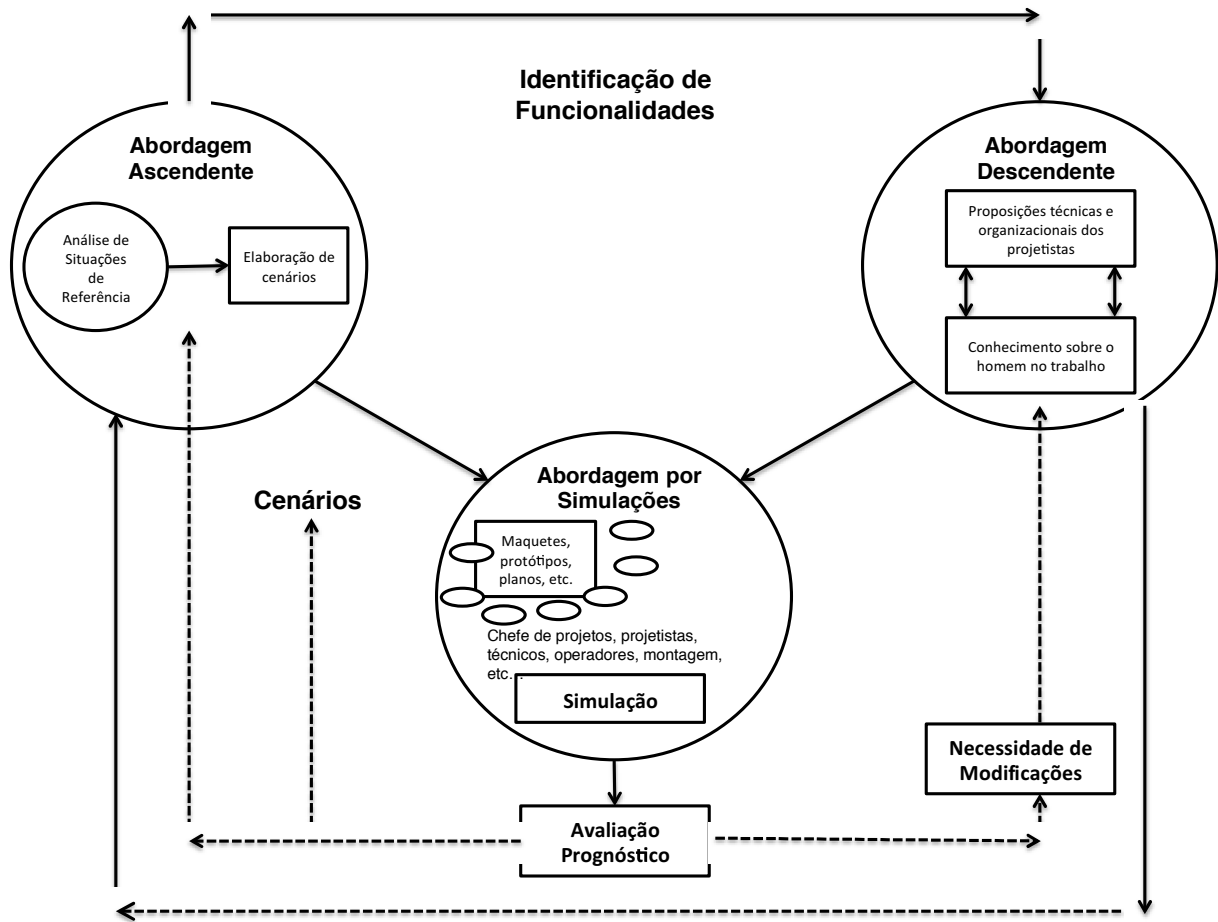 Identificação de
Funcionalidades
Abordagem
Ascendente
Análise de
Situações
de
Referência
Elaboração de
cenários
Abordagem
Descendente
Proposições técnicas e
organizacionais dos
projetistas
Conhecimento sobre o
homem no trabalho
Cenários
Abordagem por
Simulações
Maquetes,
protótipos,
planos, etc.
Chefe de projetos, projetistas,
técnicos, operadores, montagem,
etc...
Simulação
Necessidade de
Modificações
Avaliação
Prognóstico